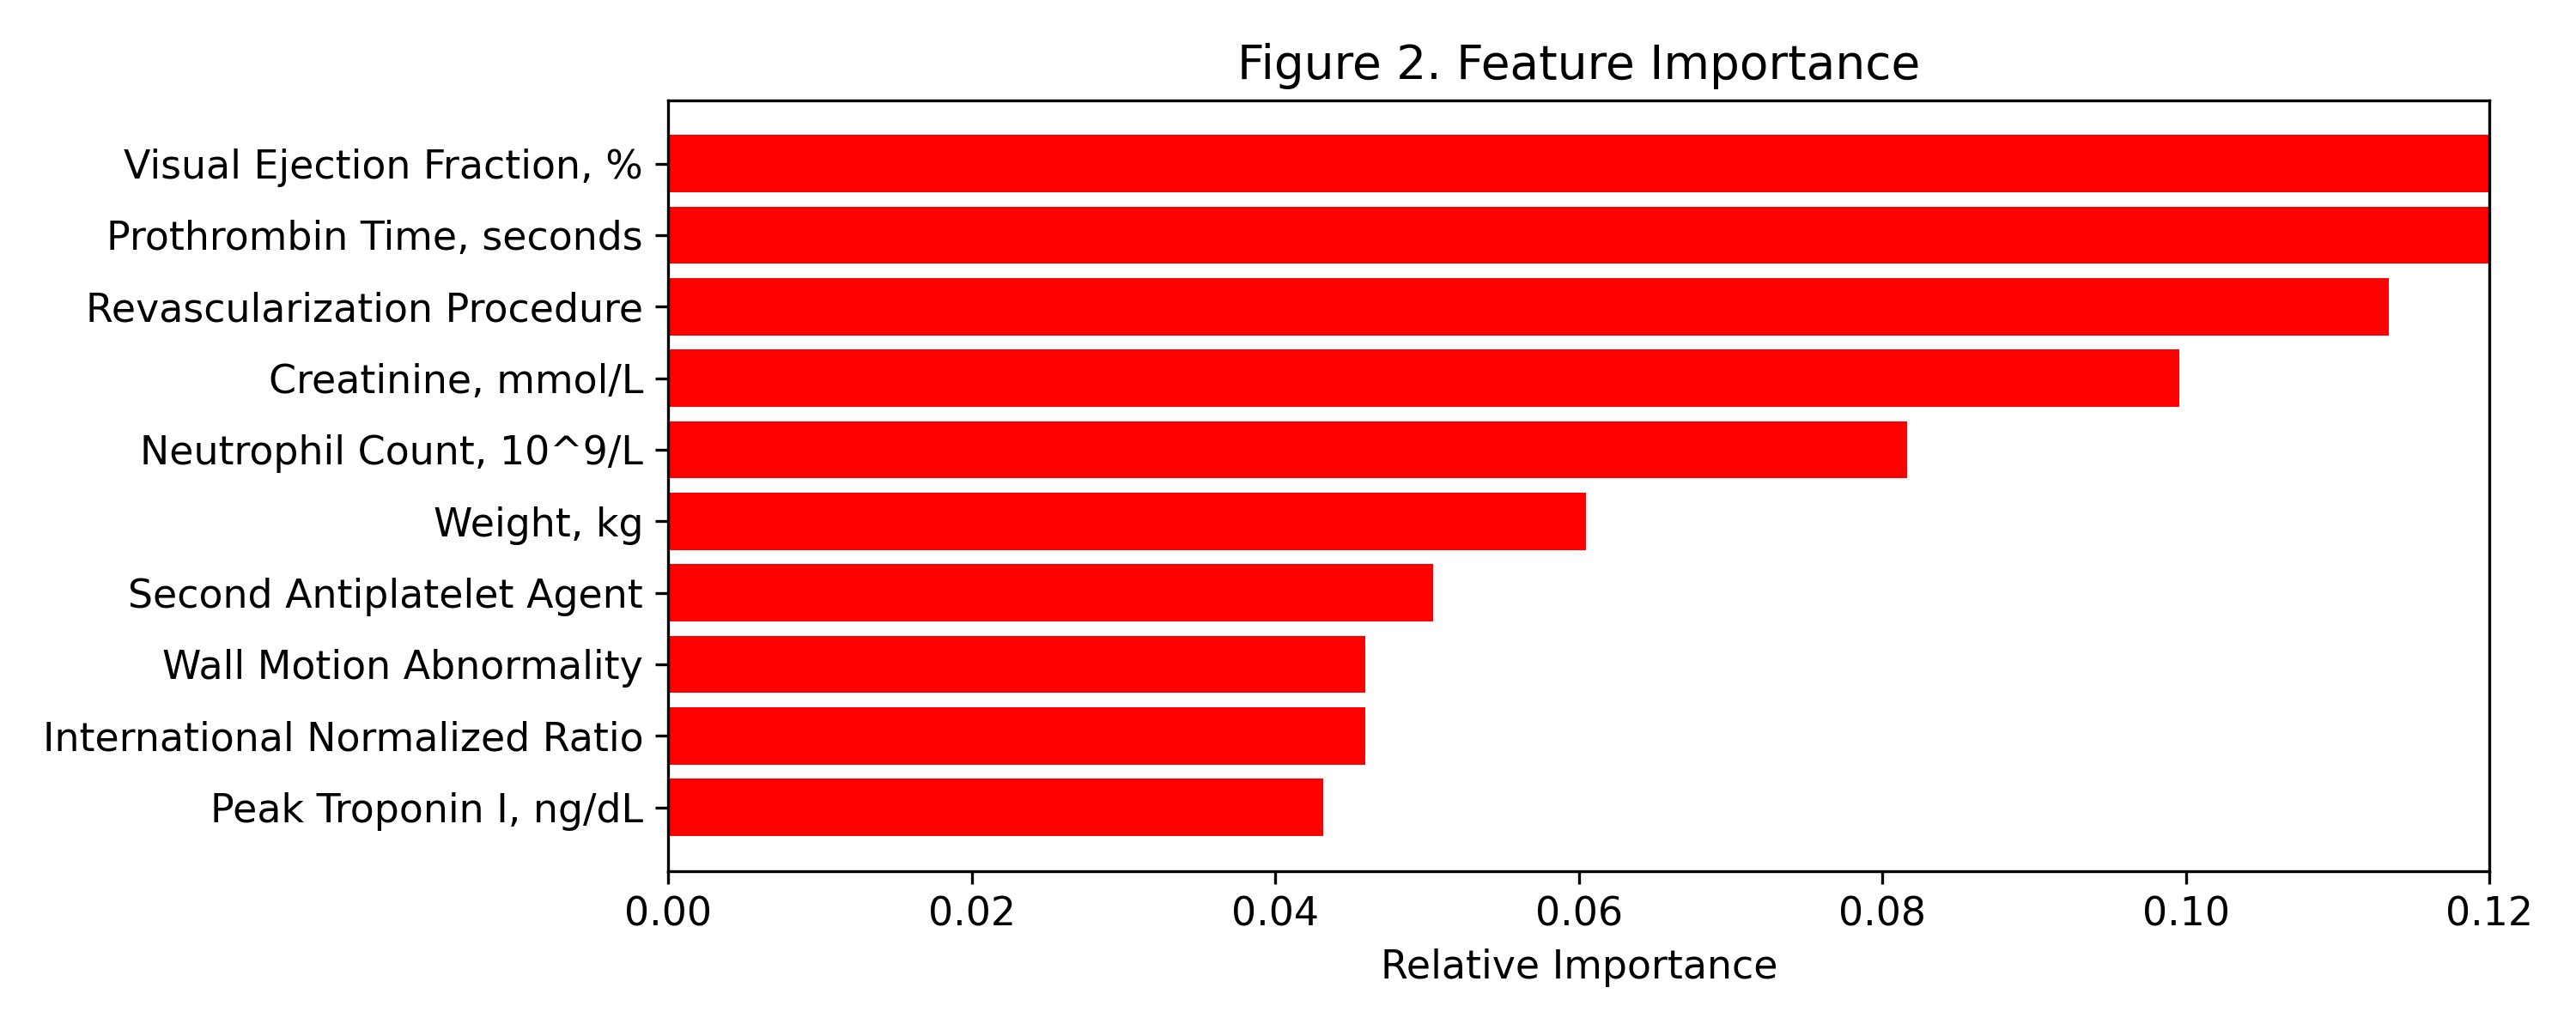 Figure 2. Feature Importance
Visual Ejection Fraction, %
Prothrombin Time, seconds
Revascularization Procedure
Creatinine, mmol/L
Neutrophil Count, 10^9/L
Weight, kg
Second Antiplatelet Agent
Wall Motion Abnormality
International Normalized Ratio
Peak Troponin I, ng/dL
0.00 0.02 0.04 0.06 0.08 0.10 0.12
Relative Importance